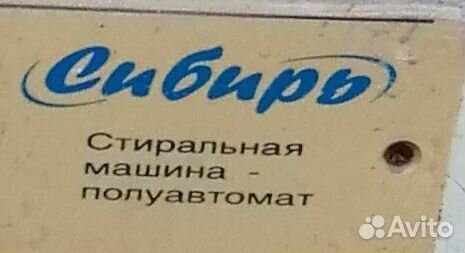 Сибирь
Стиральная
машина -
полуавтомат
Avito